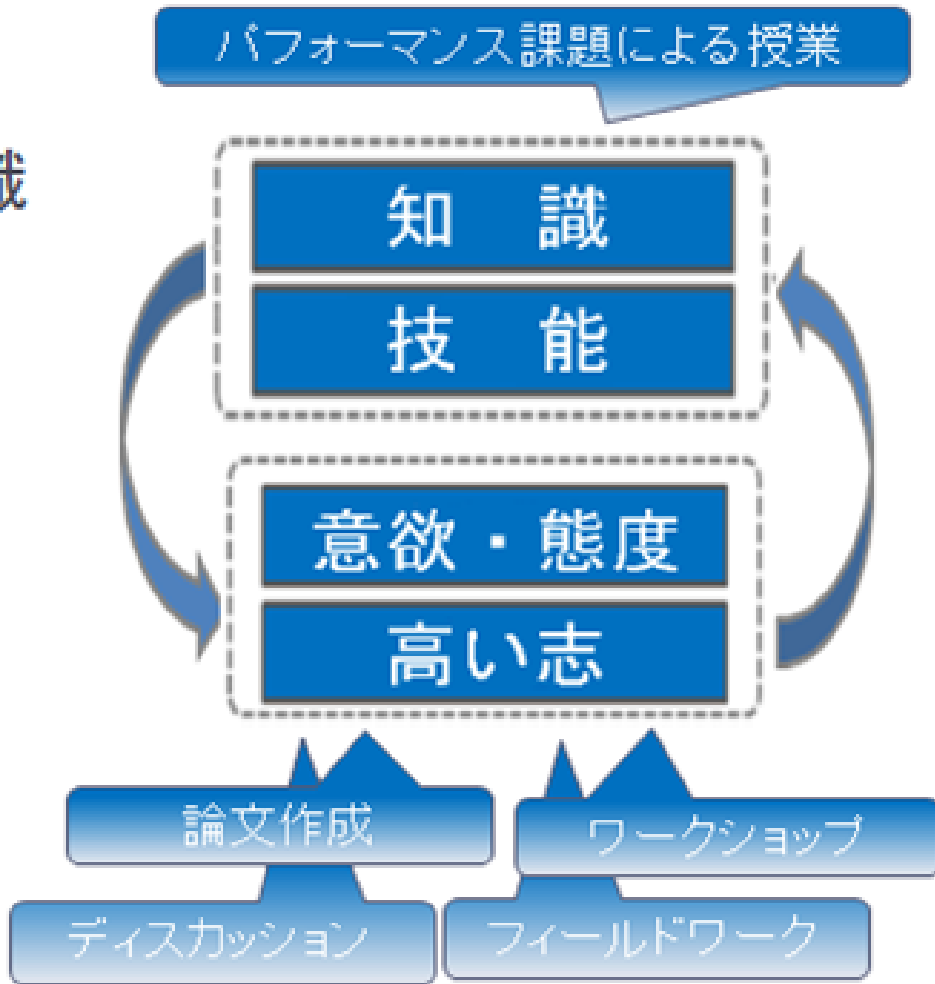 パフォーマンス課題による授業
知　識
技　能
意欲・態度
高い志
論文作成
ワークショップ
ディスカッション
フィールドワーク